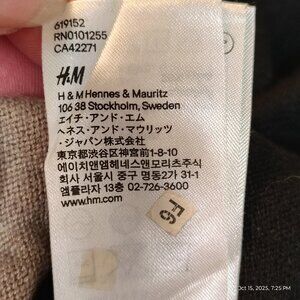 619152
RN0101255
CA42271
H&M
H & M Hennes & Mauritz
106 38 Stockholm, Sweden
エイチ・アンド・エム
ヘネス・アンド・マウリッツ
・ジャパン株式会社
東京都渋谷区神宮前1-8-10
에이치앤엠헤네스앤모리츠주식
회사 서울시 중구 명동2가 31-1
엠플라자 13층 02-726-3600
www.hm.com
F6
Oct 15, 2025, 7:25 PM